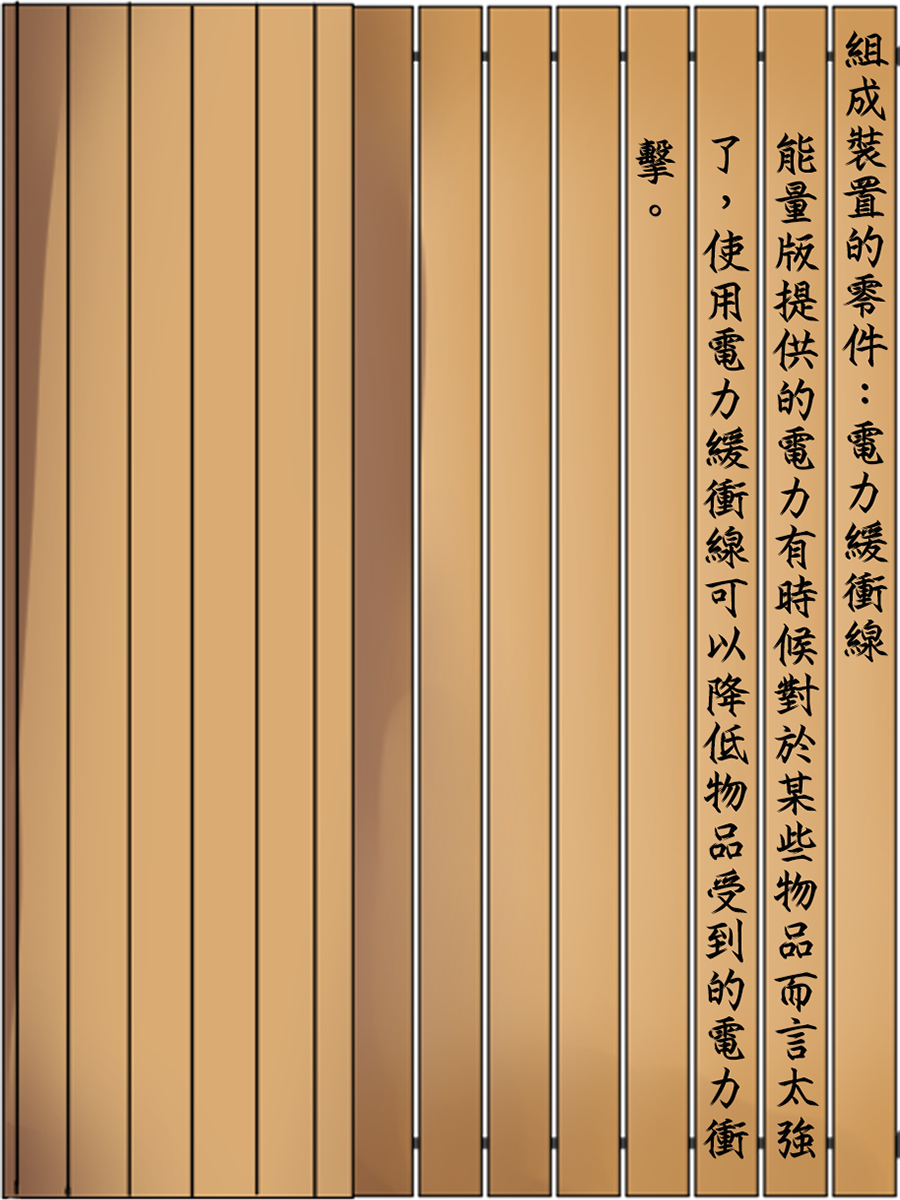 組成裝置的零件：電力緩衝線
能量版提供的電力有時候對於某些物品而言太強
了，使用電力緩衝線可以降低物品受到的電力衝
擊。